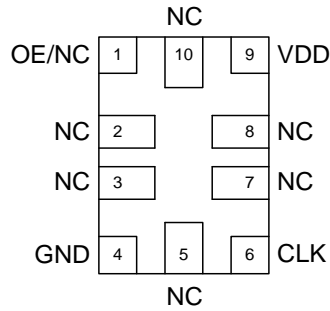 NC
OE/NC 1 10 9 VDD
NC 2 8 NC
NC 3 7 NC
GND 4 5 6 CLK
NC